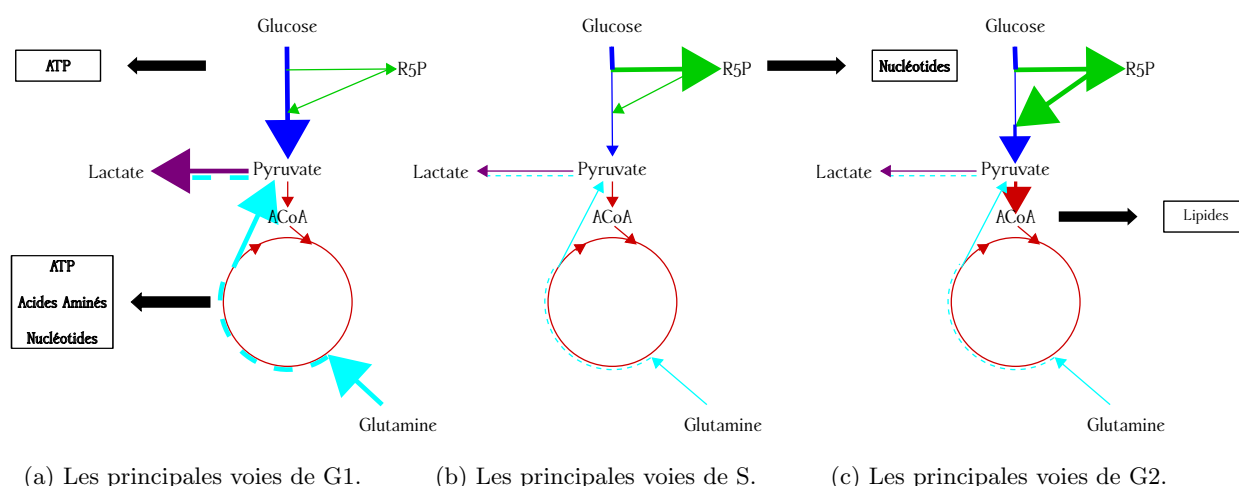 Glucose
ATP
R5P
Lactate
Pyruvate
ACoA
ATP
Acides Aminés
Nucléotides
Glutamine
(a) Les principales voies de G1.
Glucose
R5P
Nucléotides
Lactate
Pyruvate
ACoA
Glutamine
(b) Les principales voies de S.
Glucose
R5P
Lactate
Pyruvate
ACoA
Lipides
Glutamine
(c) Les principales voies de G2.